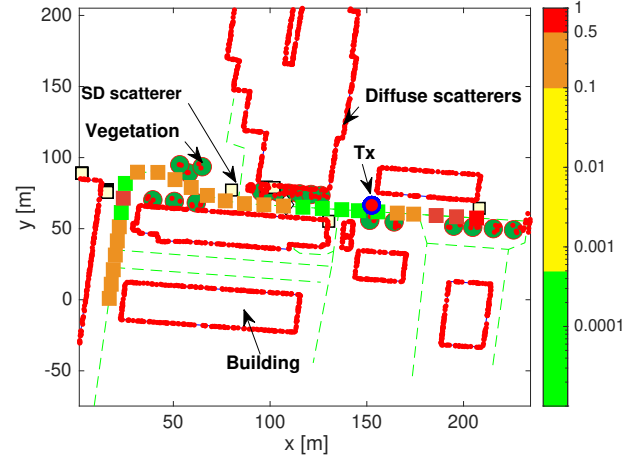 200
150
100
50
0
-50
y [m]
50
100
150
200
x [m]
SD scatterer
Vegetation
Diffuse scatterers
Tx
Building
1
0.5
0.1
0.01
0.001
0.0001